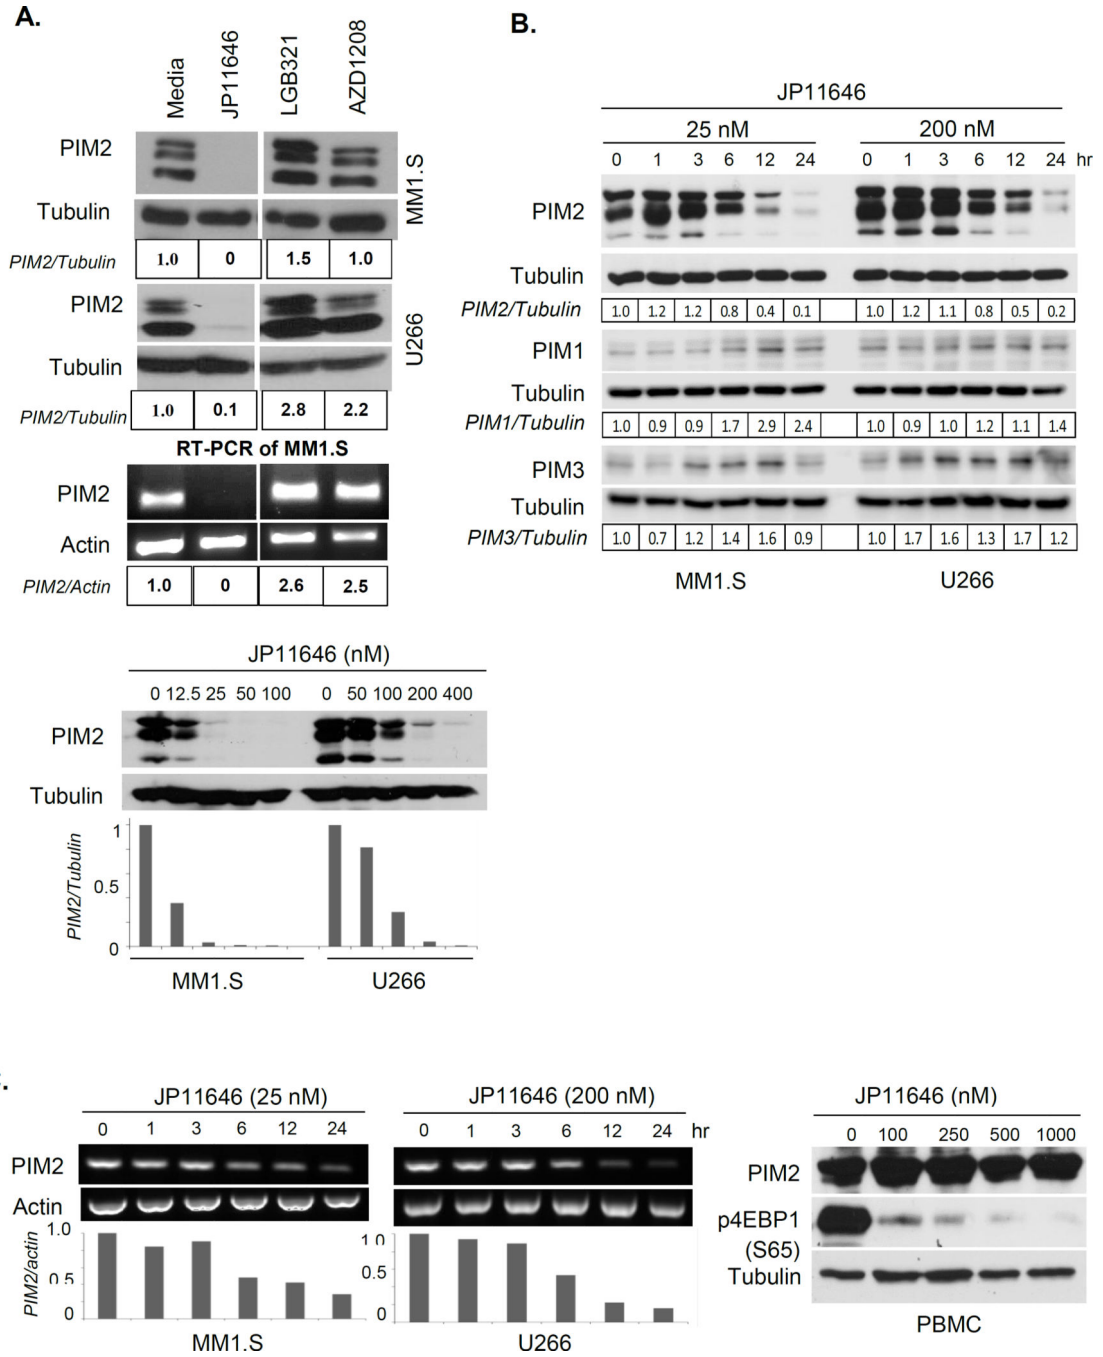 A.
Media JP11646 LGB321 AZD1208
PIM2
Tubulin
MM1.S
PIM2/Tubulin 1.0 0 1.5 1.0
PIM2
Tubulin
U266
PIM2/Tubulin 1.0 0.1 2.8 2.2
RT-PCR of MM1.S
PIM2
Actin
PIM2/Actin 1.0 0 2.6 2.5
JP11646 (nM)
0 12.5 25 50 100 0 50 100 200 400
PIM2
Tubulin
PIM2/Tubulin
1
0.5
0
MM1.S U266
B.
JP11646
25 nM 200 nM
0 1 3 6 12 24 0 1 3 6 12 24 hr
PIM2
Tubulin
PIM2/Tubulin 1.0 1.2 1.2 0.8 0.4 0.1 1.0 1.2 1.1 0.8 0.5 0.2
PIM1
Tubulin
PIM1/Tubulin 1.0 0.9 0.9 1.7 2.9 2.4 1.0 0.9 1.0 1.2 1.1 1.4
PIM3
Tubulin
PIM3/Tubulin 1.0 0.7 1.2 1.4 1.6 0.9 1.0 1.7 1.6 1.3 1.7 1.2
MM1.S U266
JP11646 (25 nM) JP11646 (200 nM)
0 1 3 6 12 24 0 1 3 6 12 24 hr
PIM2
Actin
PIM2/actin
1.0
0.5
0
1.0
0.5
0
MM1.S U266
JP11646 (nM)
0 100 250 500 1000
PIM2
p4EBP1
(S65)
Tubulin
PBMC